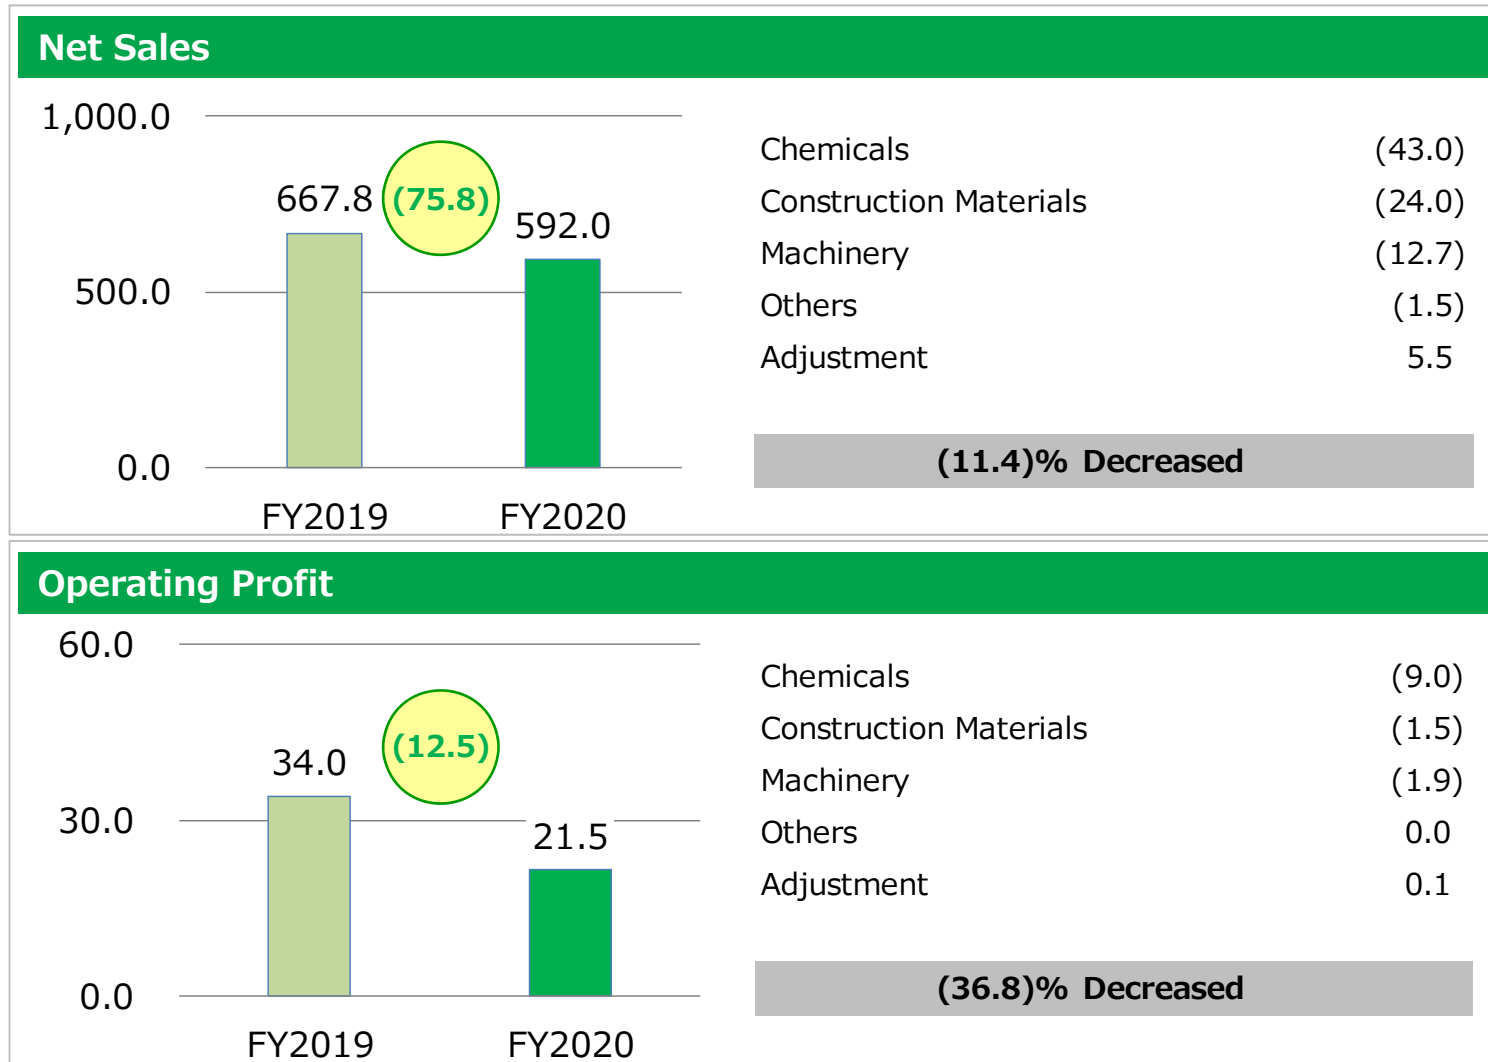 Net Sales
1,000.0
500.0
0.0
667.8
(75.8)
592.0
FY2019 FY2020
Chemicals (43.0)
Construction Materials (24.0)
Machinery (12.7)
Others (1.5)
Adjustment 5.5
(11.4)% Decreased
Operating Profit
60.0
30.0
0.0
34.0
(12.5)
21.5
FY2019 FY2020
Chemicals (9.0)
Construction Materials (1.5)
Machinery (1.9)
Others 0.0
Adjustment 0.1
(36.8)% Decreased